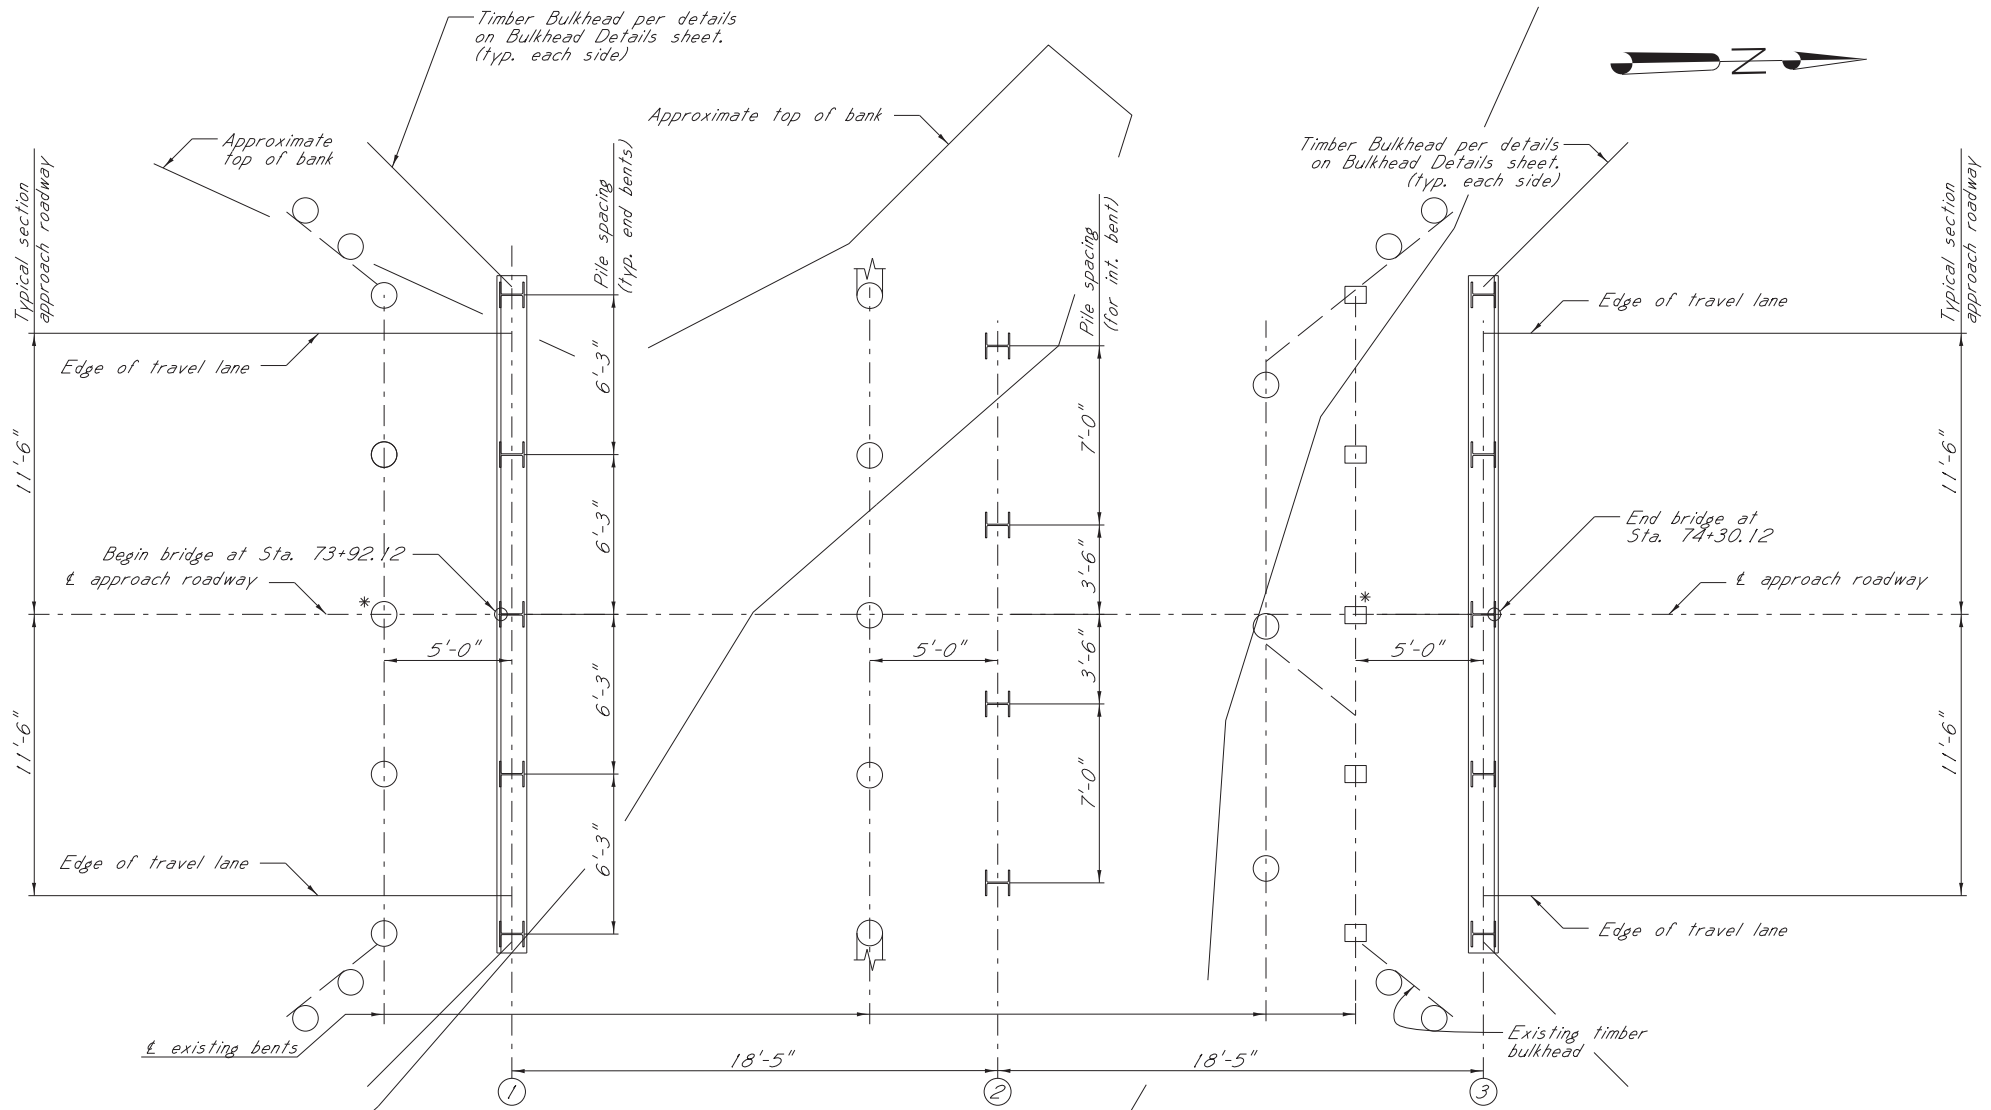 Timber Bulkhead per details
on Bulkhead Details sheet.
(typ. each side)
N
Approximate top of bank
Approximate
top of bank
Timber Bulkhead per details
on Bulkhead Details sheet.
(typ. each side)
Typical section
approach roadway
Pile spacing
(typ. end bents)
Pile spacing
(for int. bent)
Typical section
approach roadway
Edge of travel lane
Edge of travel lane
6'-3"
7'-0"
11'-6"
11'-6"
6'-3"
3'-6"
End bridge at
Sta. 74+30.12
Begin bridge at Sta. 73+92.12
℄ approach roadway
℄ approach roadway
*
*
5'-0"
5'-0"
5'-0"
6'-3"
3'-6"
11'-6"
7'-0"
11'-6"
6'-3"
Edge of travel lane
Edge of travel lane
℄ existing bents
Existing timber
bulkhead
18'-5"
18'-5"
1
2
3